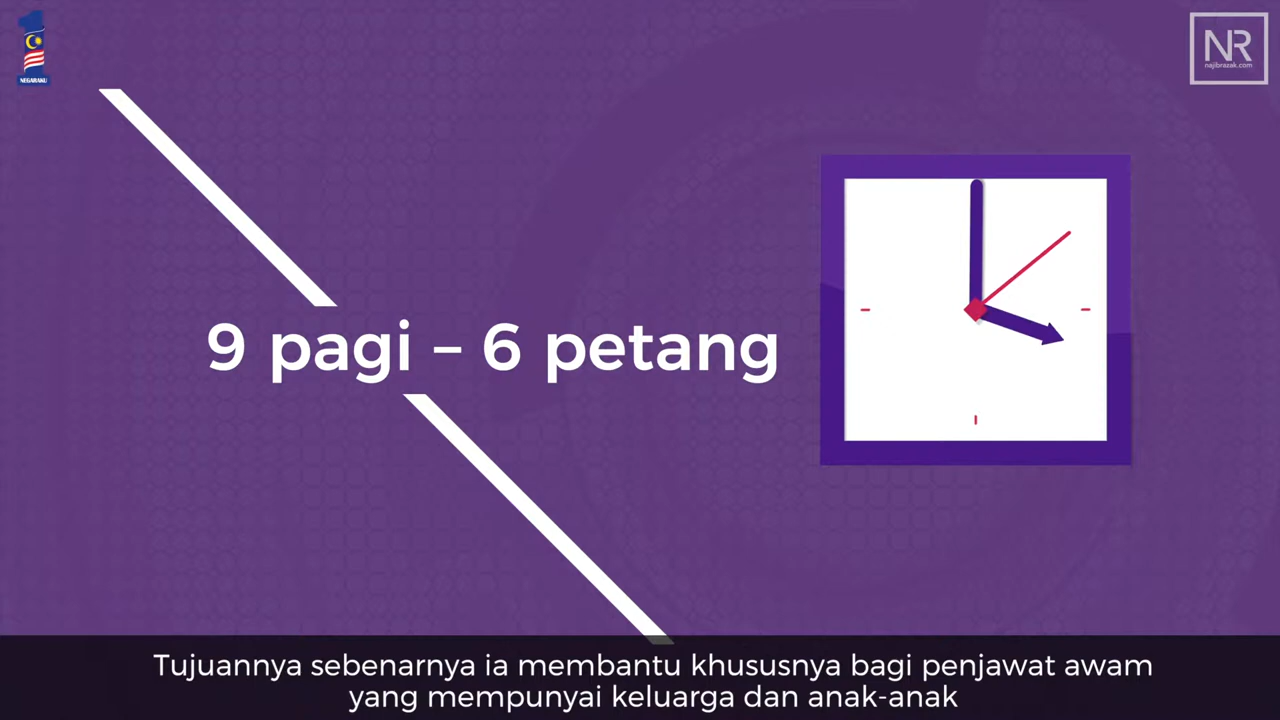 1
NEGARAKU
NR
najibrazak.com
9 pagi – 6 petang
Tujuannya sebenarnya ia membantu khususnya bagi penjawat awam
yang mempunyai keluarga dan anak-anak